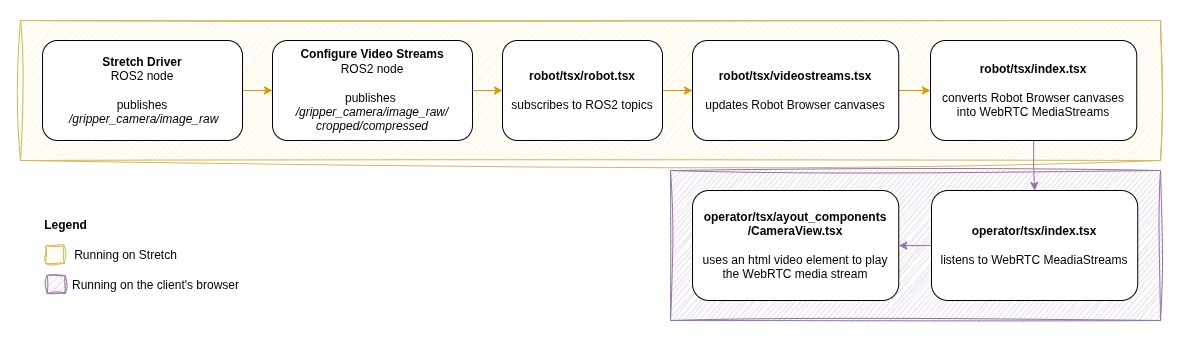 Stretch Driver
ROS2 node
publishes
/gripper_camera/image_raw
Configure Video Streams
ROS2 node
publishes
/gripper_camera/image_raw/
cropped/compressed
robot/tsx/robot.tsx
subscribes to ROS2 topics
robot/tsx/videostreams.tsx
updates Robot Browser canvases
robot/tsx/index.tsx
converts Robot Browser canvases
into WebRTC MediaStreams
operator/tsx/ayout_components
/CameraView.tsx
uses an html video element to play
the WebRTC media stream
operator/tsx/index.tsx
listens to WebRTC MeadiaStreams
Legend
Running on Stretch
Running on the client's browser